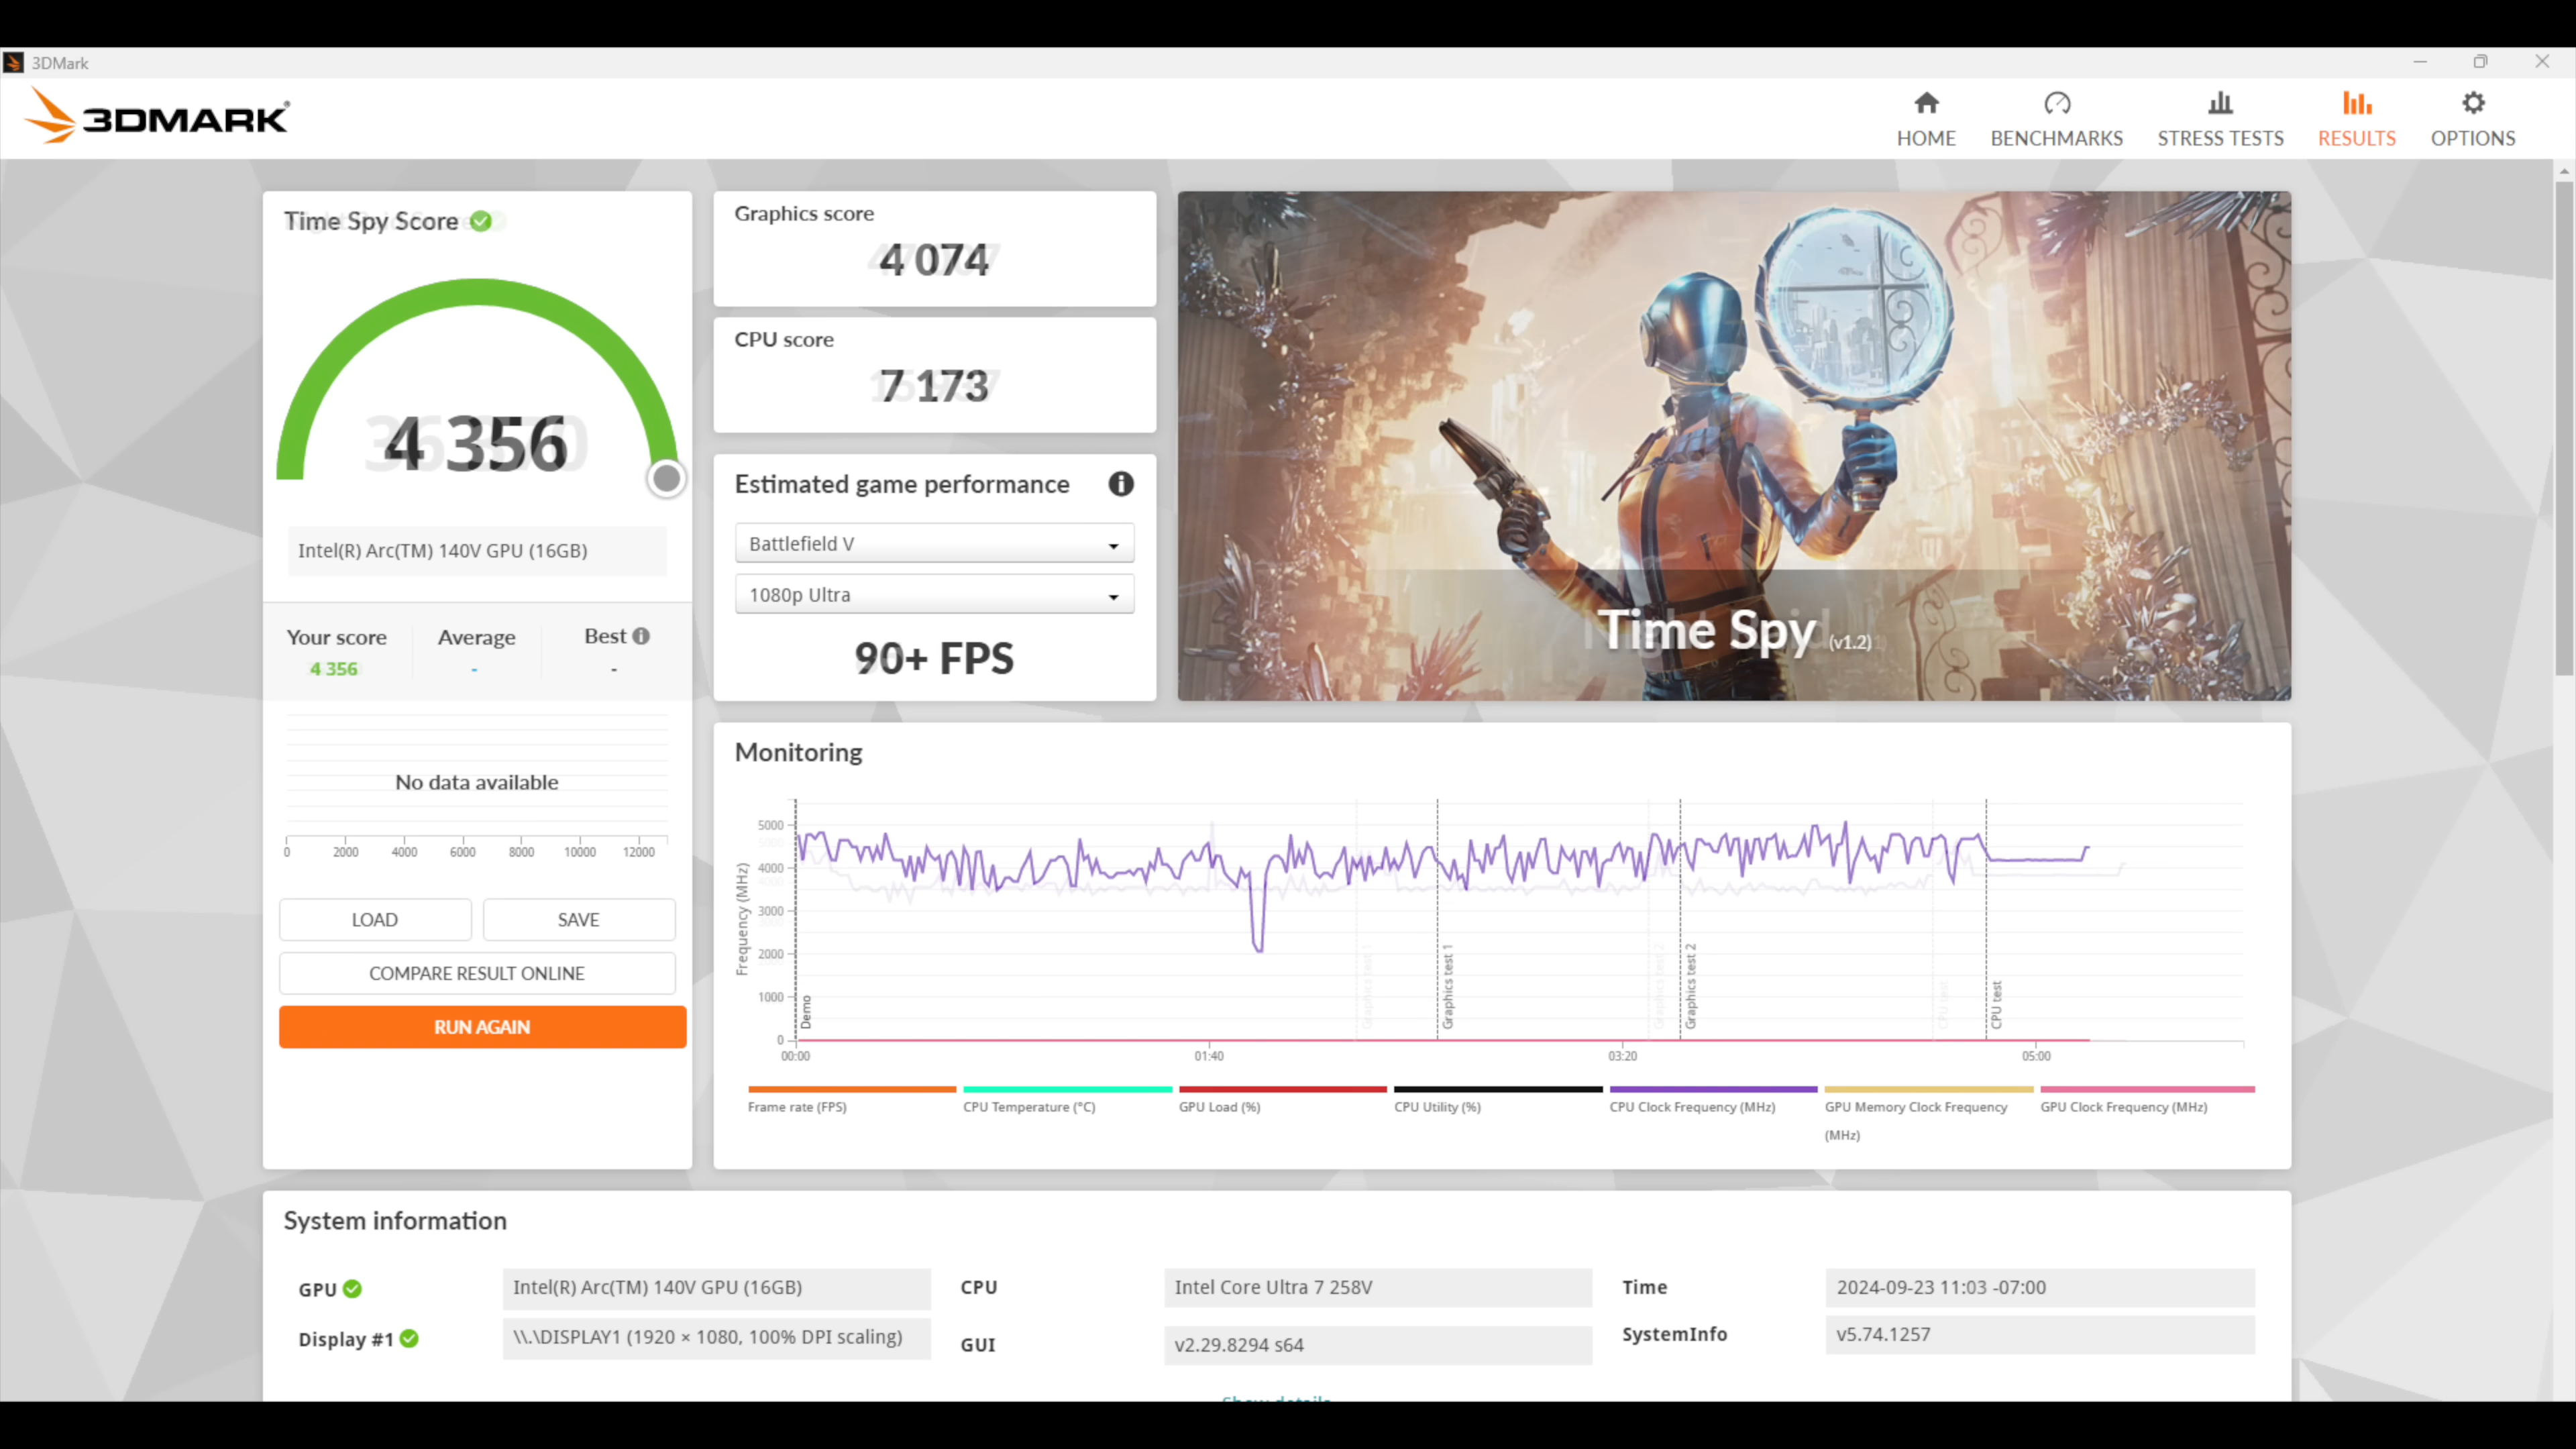 3DMark
3DMARK®
HOME
BENCHMARKS
STRESS TESTS
RESULTS
OPTIONS
Time Spy Score
4 356
Intel(R) Arc(TM) 140V GPU (16GB)
Your score
4 356
Average
-
Best
-
No data available
0 2000 4000 6000 8000 10000 12000
LOAD
SAVE
COMPARE RESULT ONLINE
RUN AGAIN
Graphics score
4 074
CPU score
7 173
Estimated game performance
Battlefield V
1080p Ultra
90+ FPS
Time Spy (v1.2)
Monitoring
Frequency (MHz)
5000
4000
3000
2000
1000
0
Demo
Graphics test 1
Graphics test 2
CPU test
00:00 01:40 03:20 05:00
Frame rate (FPS)
CPU Temperature (°C)
GPU Load (%)
CPU Utility (%)
CPU Clock Frequency (MHz)
GPU Memory Clock Frequency
(MHz)
GPU Clock Frequency (MHz)
System information
GPU
Intel(R) Arc(TM) 140V GPU (16GB)
CPU
Intel Core Ultra 7 258V
Time
2024-09-23 11:03 -07:00
Display #1
\\.\DISPLAY1 (1920 × 1080, 100% DPI scaling)
GUI
v2.29.8294 s64
SystemInfo
v5.74.1257